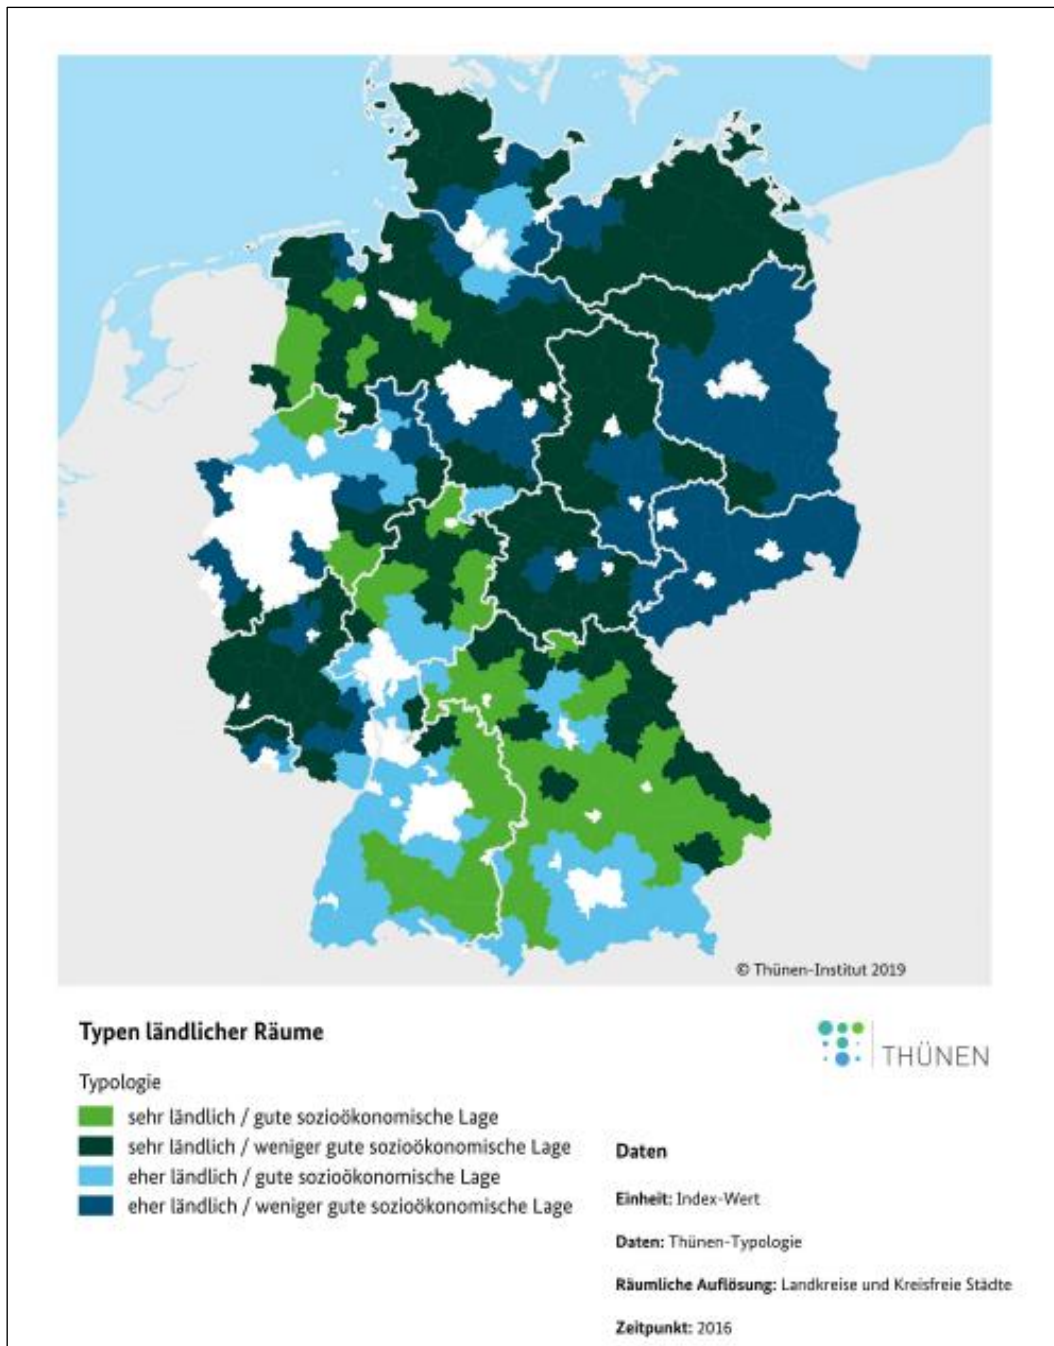 © Thünen-Institut 2019
Typen ländlicher Räume
THÜNEN
Typologie
sehr ländlich / gute sozioökonomische Lage
sehr ländlich / weniger gute sozioökonomische Lage
eher ländlich / gute sozioökonomische Lage
eher ländlich / weniger gute sozioökonomische Lage
Daten
Einheit: Index-Wert
Daten: Thünen-Typologie
Räumliche Auflösung: Landkreise und Kreisfreie Städte
Zeitpunkt: 2016